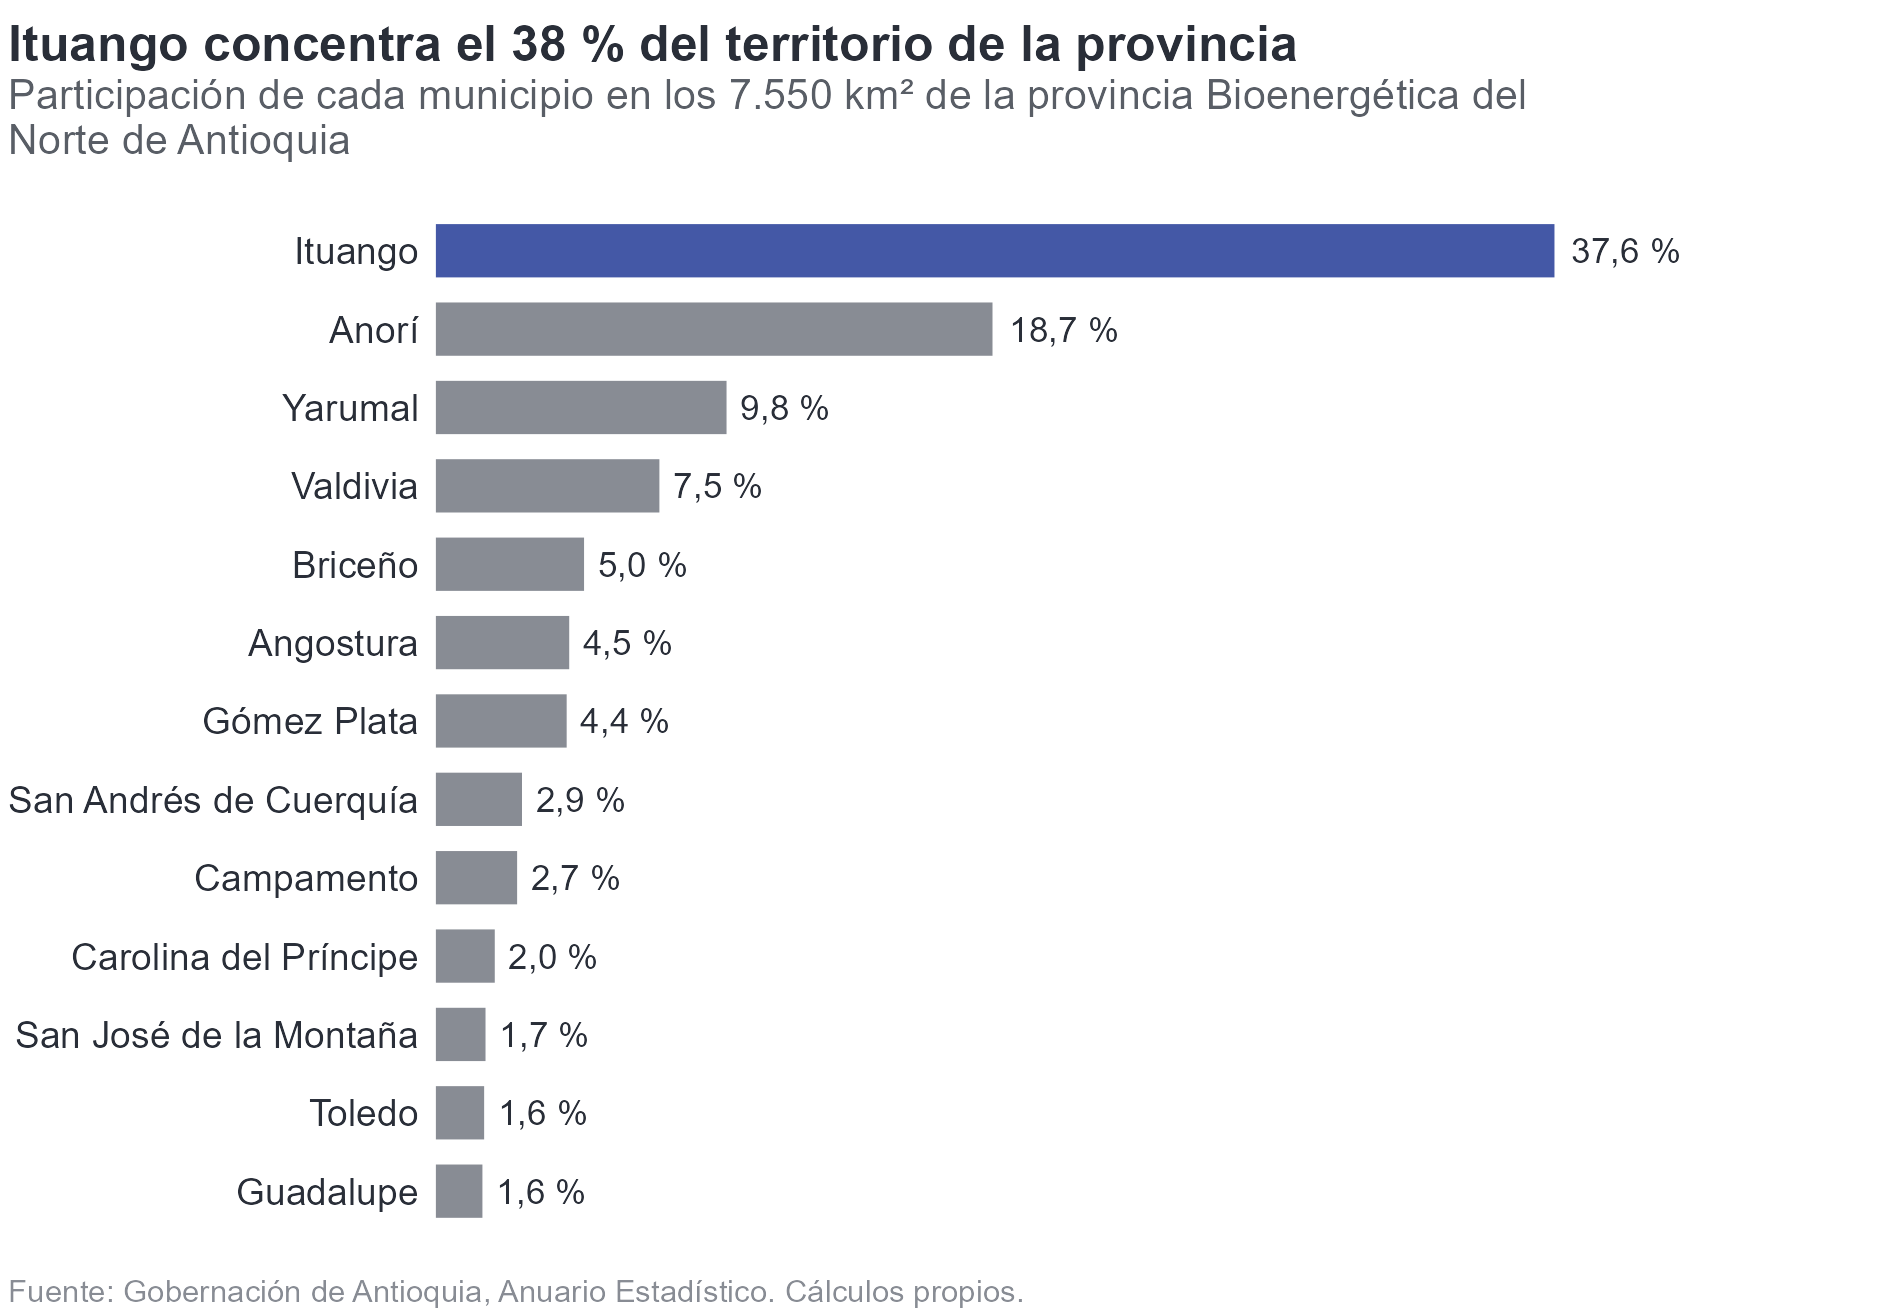 Ituango concentra el 38 % del territorio de la provincia
Participación de cada municipio en los 7.550 km² de la provincia Bioenergética del
Norte de Antioquia
Ituango 37,6 %
Anorí 18,7 %
Yarumal 9,8 %
Valdivia 7,5 %
Briceño 5,0 %
Angostura 4,5 %
Gómez Plata 4,4 %
San Andrés de Cuerquía 2,9 %
Campamento 2,7 %
Carolina del Príncipe 2,0 %
San José de la Montaña 1,7 %
Toledo 1,6 %
Guadalupe 1,6 %
Fuente: Gobernación de Antioquia, Anuario Estadístico. Cálculos propios.